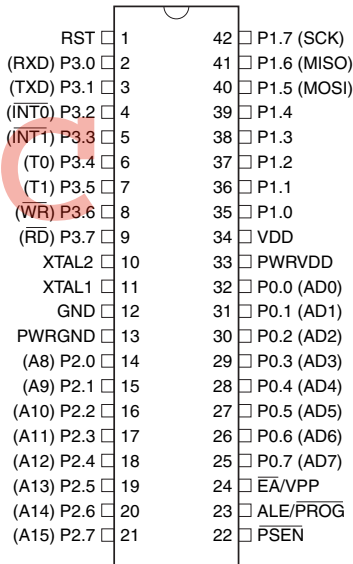 RST 1 42 P1.7 (SCK)
(RXD) P3.0 2 41 P1.6 (MISO)
(TXD) P3.1 3 40 P1.5 (MOSI)
(I̅N̅T̅0̅) P3.2 4 39 P1.4
(I̅N̅T̅1̅) P3.3 5 38 P1.3
(T0) P3.4 6 37 P1.2
(T1) P3.5 7 36 P1.1
(W̅R̅) P3.6 8 35 P1.0
(R̅D̅) P3.7 9 34 VDD
XTAL2 10 33 PWRVDD
XTAL1 11 32 P0.0 (AD0)
GND 12 31 P0.1 (AD1)
PWRGND 13 30 P0.2 (AD2)
(A8) P2.0 14 29 P0.3 (AD3)
(A9) P2.1 15 28 P0.4 (AD4)
(A10) P2.2 16 27 P0.5 (AD5)
(A11) P2.3 17 26 P0.6 (AD6)
(A12) P2.4 18 25 P0.7 (AD7)
(A13) P2.5 19 24 E̅A̅/VPP
(A14) P2.6 20 23 ALE/P̅R̅O̅G̅
(A15) P2.7 21 22 P̅S̅E̅N̅